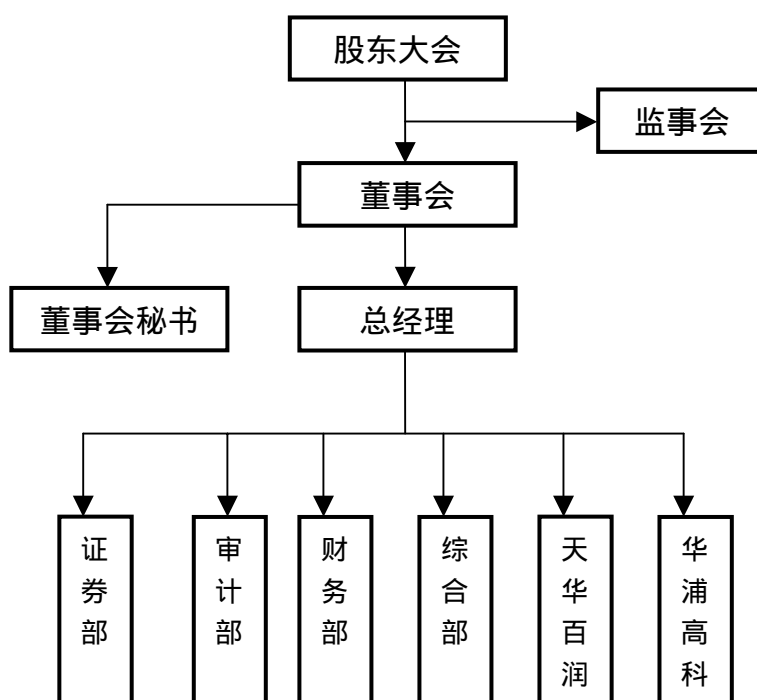 股东大会
监事会
董事会
董事会秘书
总经理
证券部
审计部
财务部
综合部
天华百润
华浦高科